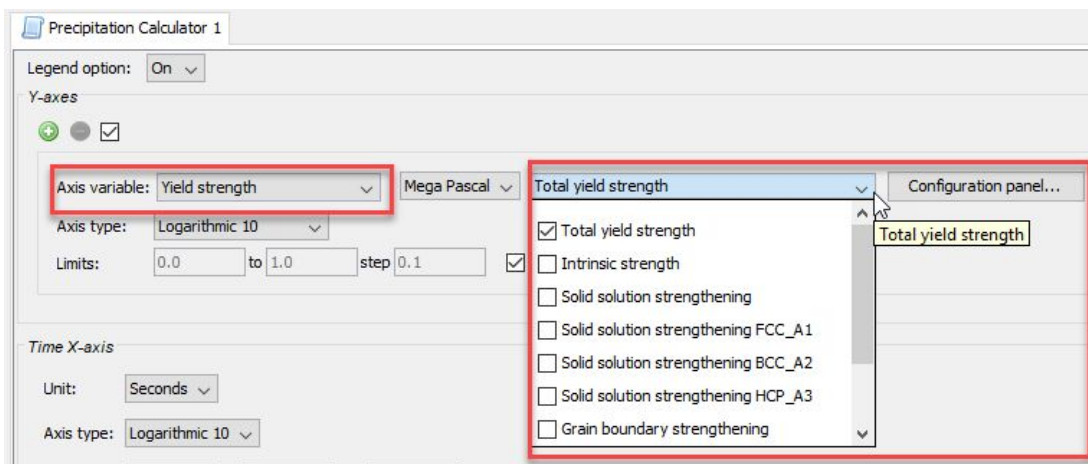 Precipitation Calculator 1
Legend option: On
Y-axes
Axis variable: Yield strength Mega Pascal Total yield strength Configuration panel...
Total yield strength
Total yield strength
Axis type: Logarithmic 10
Intrinsic strength
Limits: 0.0 to 1.0 step 0.1
Solid solution strengthening
Solid solution strengthening FCC_A1
Time X-axis
Solid solution strengthening BCC_A2
Unit: Seconds
Solid solution strengthening HCP_A3
Axis type: Logarithmic 10
Grain boundary strengthening